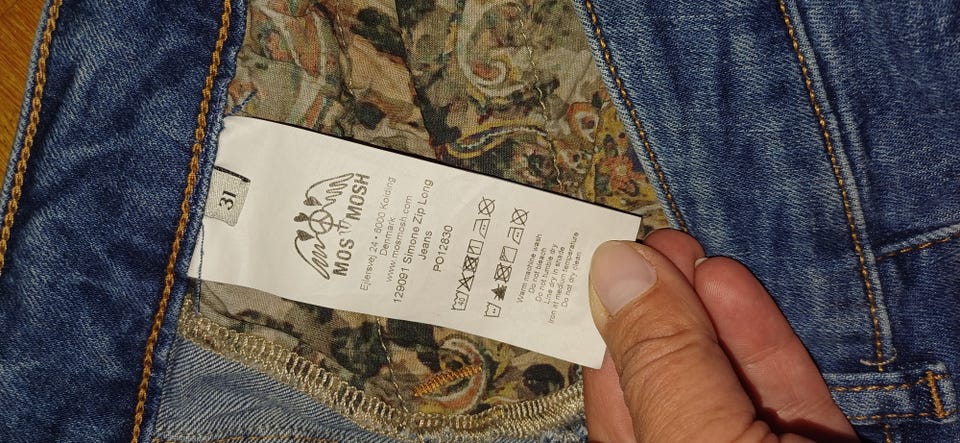 31
MOS MOSH
Ejlersvej 24 • 6000 Kolding
Denmark
www.mosmosh.com
129091 Simone Zip Long
Jeans
PO12830
Warm machine wash
Do not bleach
Do not tumble dry
Line dry in shade
Iron at medium temperature
Do not dry clean